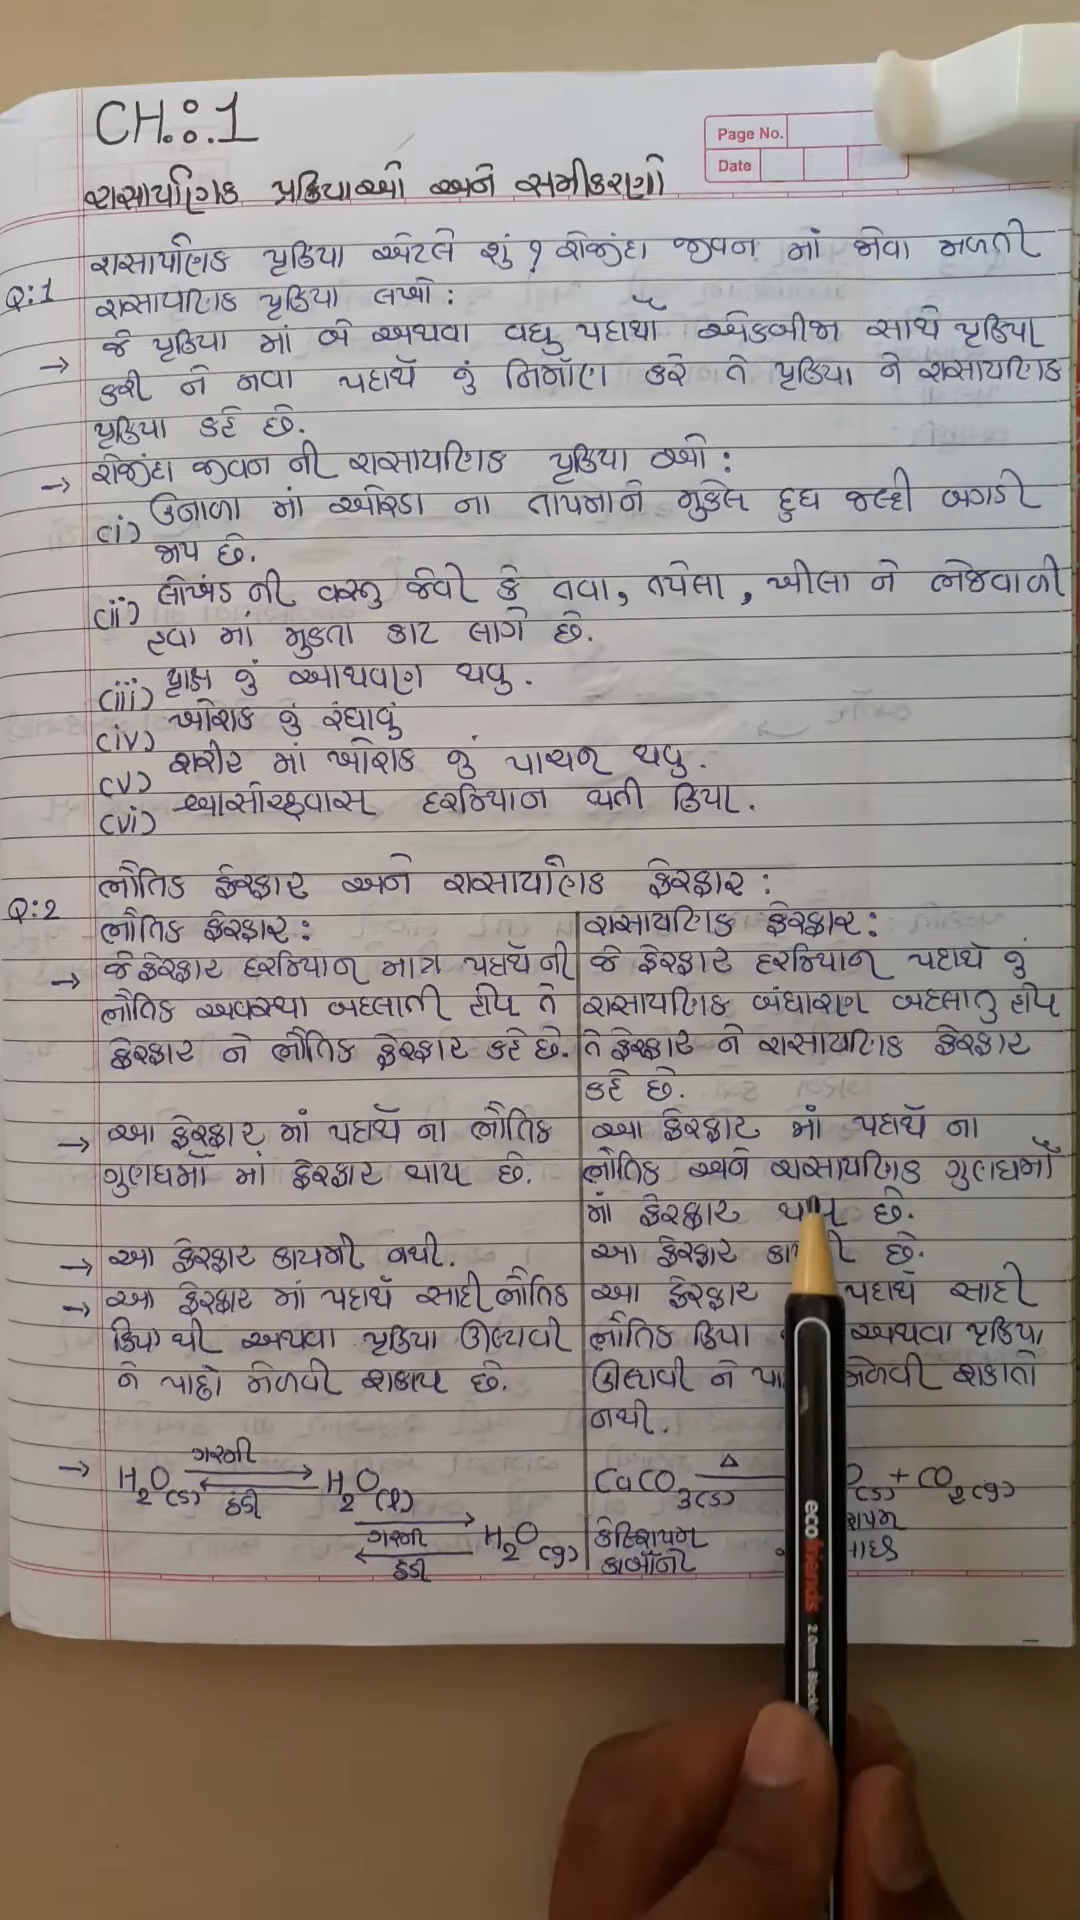 CH.:.1
Page No.
Date
રાસાયણિક પ્રક્રિયાઓ અને સમીકરણો
Q:1 રાસાયણિક પ્રક્રિયા એટલે શું? રોજીંદા જીવન માં જોવા મળતી
રાસાયણિક પ્રક્રિયા લખો:
→ જે પ્રક્રિયા માં બે અથવા વધુ પદાર્થો એકબીજા સાથે પ્રક્રિયા
કરી ને નવા પદાર્થ નું નિર્માણ કરે તે પ્રક્રિયા ને રાસાયણિક
પ્રક્રિયા કહે છે.
→ રોજીંદા જીવન ની રાસાયણિક પ્રક્રિયા ઓ:
(i) ઉનાળા માં ઓરડા ના તાપમાને મુકેલ દુધ જલ્દી બગડી
જાય છે.
(ii) લોખંડ ની વસ્તુ જેવી કે તવા, તપેલા, ખીલા ને ભેજવાળી
હવા માં મુકતા કાટ લાગે છે.
(iii) દ્રાક્ષ નું આથવણ થવુ.
(iv) ખોરાક નું રંધાવું
(v) શરીર માં ખોરાક નું પાચન થવુ.
(vi) શ્વાસોચ્છવાસ દરમિયાન થતી ક્રિયા.
Q:2 ભૌતિક ફેરફાર અને રાસાયણિક ફેરફાર:
ભૌતિક ફેરફાર: રાસાયણિક ફેરફાર:
→ જે ફેરફાર દરમિયાન માત્ર પદાર્થ ની જે ફેરફાર દરમિયાન પદાર્થ નું
ભૌતિક અવસ્થા બદલાતી હોય તે રાસાયણિક બંધારણ બદલાતુ હોય
ફેરફાર ને ભૌતિક ફેરફાર કહે છે. તે ફેરફાર ને રાસાયણિક ફેરફાર
કહે છે.
→ આ ફેરફાર માં પદાર્થ ના ભૌતિક આ ફેરફાર માં પદાર્થ ના
ગુણધર્મો માં ફેરફાર થાય છે. ભૌતિક અને રાસાયણિક ગુણધર્મો
માં ફેરફાર થાય છે.
→ આ ફેરફાર કાયમી નથી. આ ફેરફાર છે.
→ આ ફેરફાર માં પદાર્થ સાદી ભૌતિક આ ફેરફાર પદાર્થ સાદી
ક્રિયા થી અથવા પ્રક્રિયા ઊલટાવી ભૌતિક ક્રિયા અથવા પ્રક્રિયા
ને પાછો મેળવી શકાય છે. ઊલટાવી ને મેળવી શકાતો
નથી.
→ H₂O(s) ⇌ H₂O(l) ગરમી ઠંડી CaCO₃(s) Δ (s) + CO₂(g)
ગરમી ઠંડી H₂O(g) કેલ્શિયમ
કાર્બોને
ecofriends
2.0mm